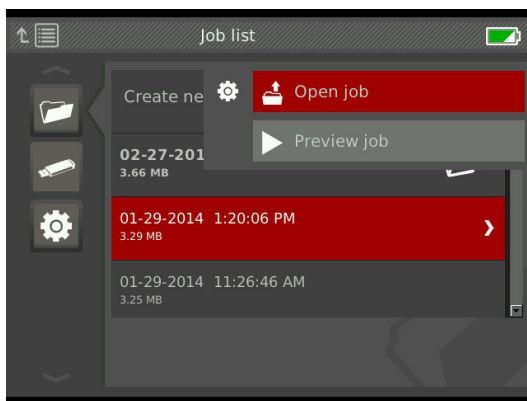 Job list
Create ne
Open job
Preview job
02-27-201
3.66 MB
01-29-2014 1:20:06 PM
3.29 MB
01-29-2014 11:26:46 AM
3.25 MB